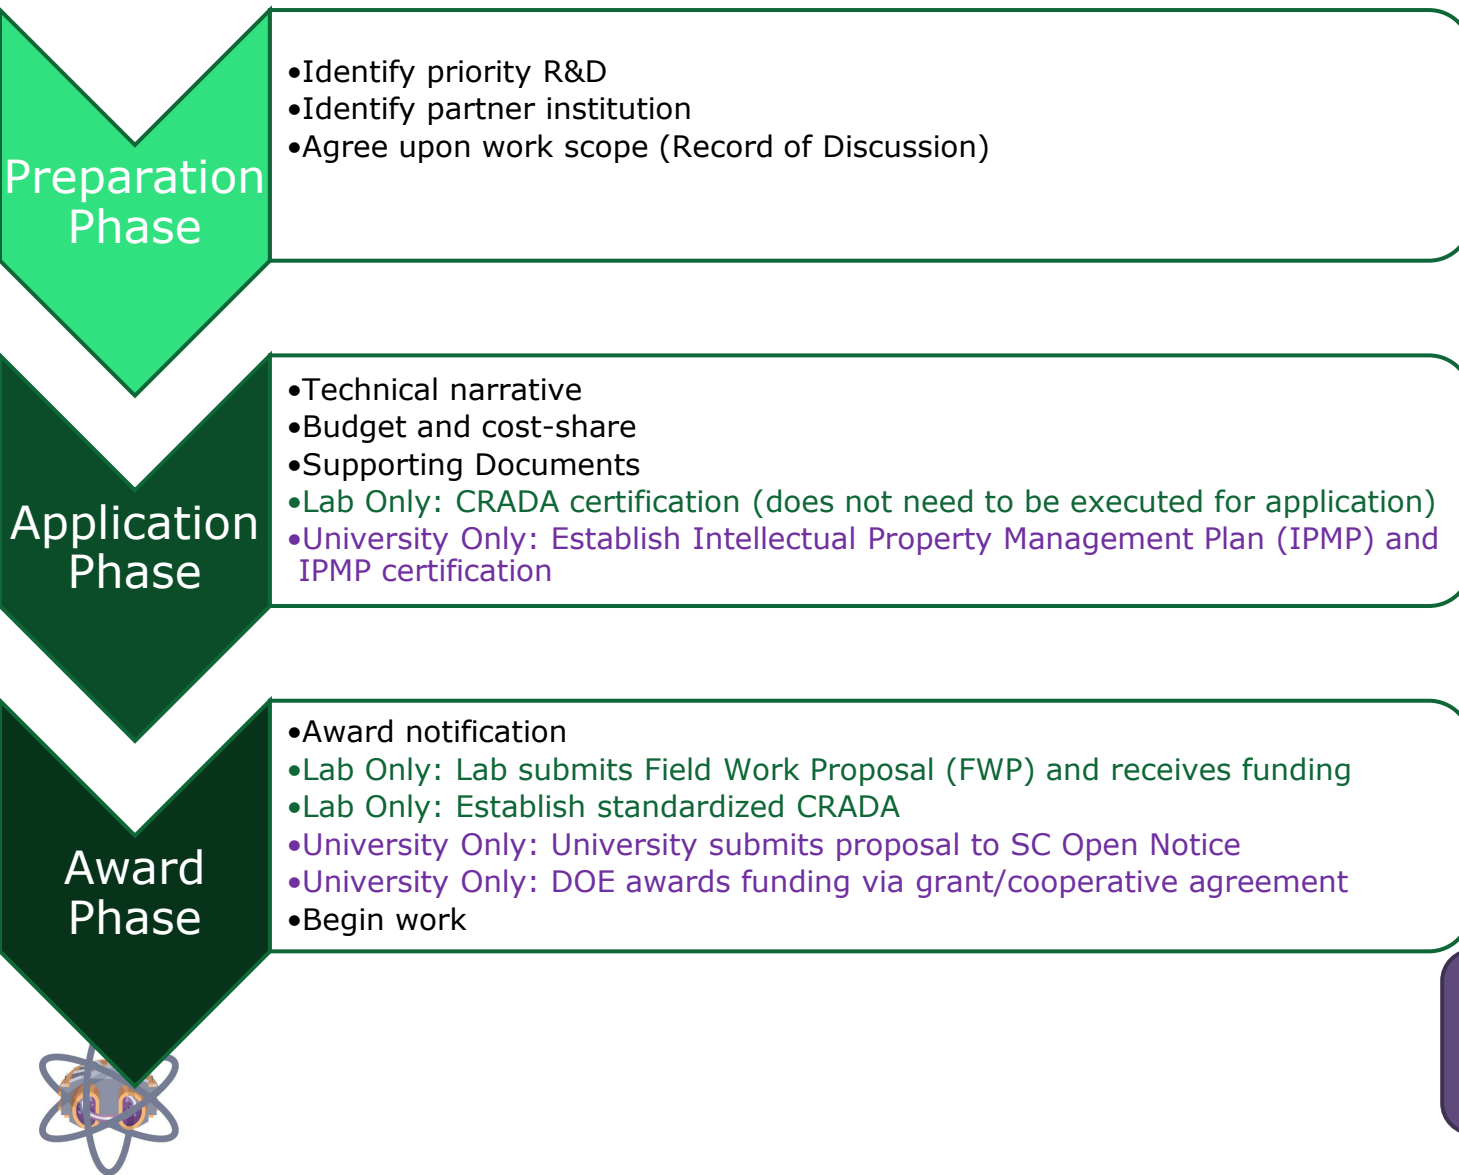 Preparation
Phase
•Identify priority R&D
•Identify partner institution
•Agree upon work scope (Record of Discussion)
Application
Phase
•Technical narrative
•Budget and cost-share
•Supporting Documents
•Lab Only: CRADA certification (does not need to be executed for application)
•University Only: Establish Intellectual Property Management Plan (IPMP) and
IPMP certification
Award
Phase
•Award notification
•Lab Only: Lab submits Field Work Proposal (FWP) and receives funding
•Lab Only: Establish standardized CRADA
•University Only: University submits proposal to SC Open Notice
•University Only: DOE awards funding via grant/cooperative agreement
•Begin work